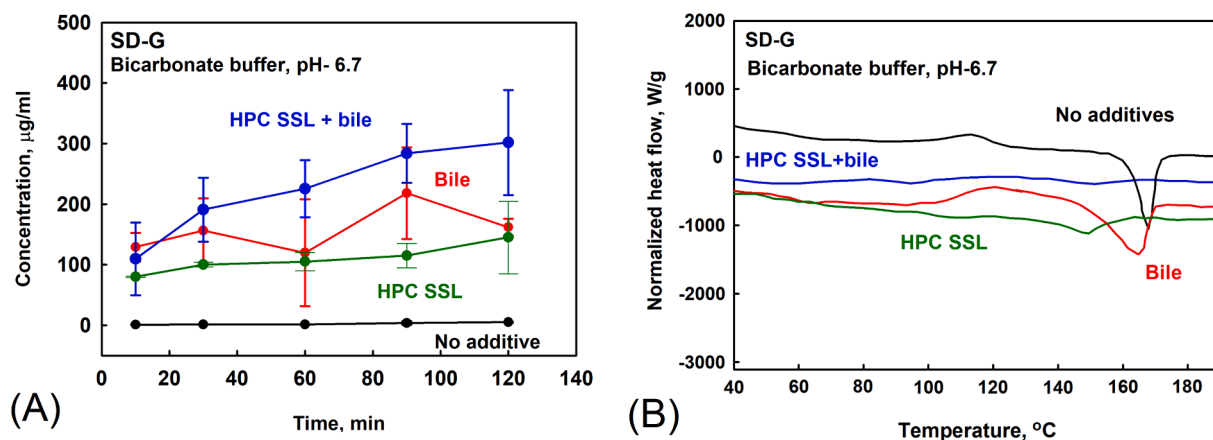 SD-G
Bicarbonate buffer, pH- 6.7
HPC SSL + bile
Bile
HPC SSL
No additive
Concentration, µg/ml
500
400
300
200
100
0
0 20 40 60 80 100 120 140
Time, min
(A)
SD-G
Bicarbonate buffer, pH-6.7
No additives
HPC SSL+bile
HPC SSL
Bile
Normalized heat flow, W/g
2000
1000
0
-1000
-2000
-3000
40 60 80 100 120 140 160 180
Temperature, °C
(B)